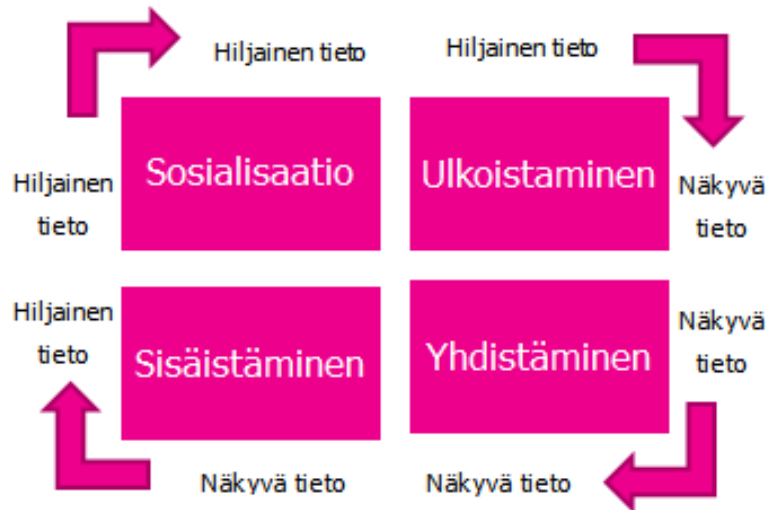 Hiljainen tieto
Hiljainen tieto
Hiljainen
tieto
Sosialisaatio
Ulkoistaminen
Näkyvä
tieto
Hiljainen
tieto
Sisäistäminen
Yhdistäminen
Näkyvä
tieto
Näkyvä tieto
Näkyvä tieto